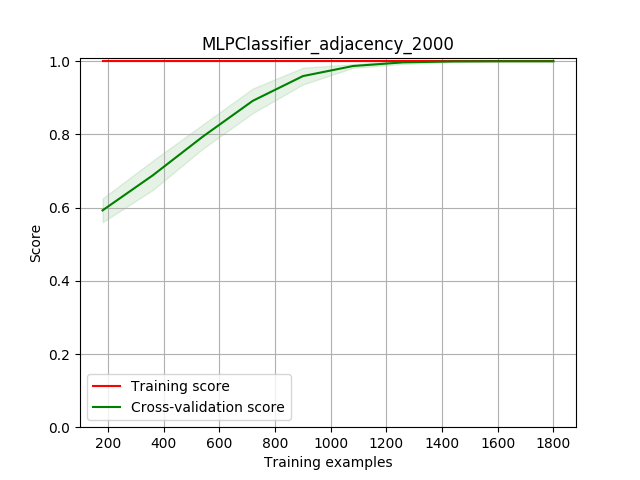 MLPClassifier_adjacency_2000
Score
1.0
0.8
0.6
0.4
0.2
0.0
Training score
Cross-validation score
200 400 600 800 1000 1200 1400 1600 1800
Training examples